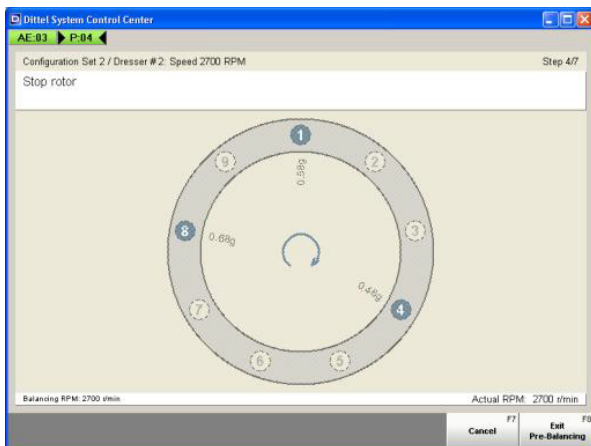 Dittel System Control Center
AE:03 P:04
Configuration Set 2 / Dresser #2: Speed 2700 RPM Step 4/7
Stop rotor
1
9 2
0.58g
8 3
0.68g
0.48g
7 4
6 5
Balancing RPM: 2700 r/min Actual RPM: 2700 r/min
F7 F8
Cancel Exit
Pre-Balancing